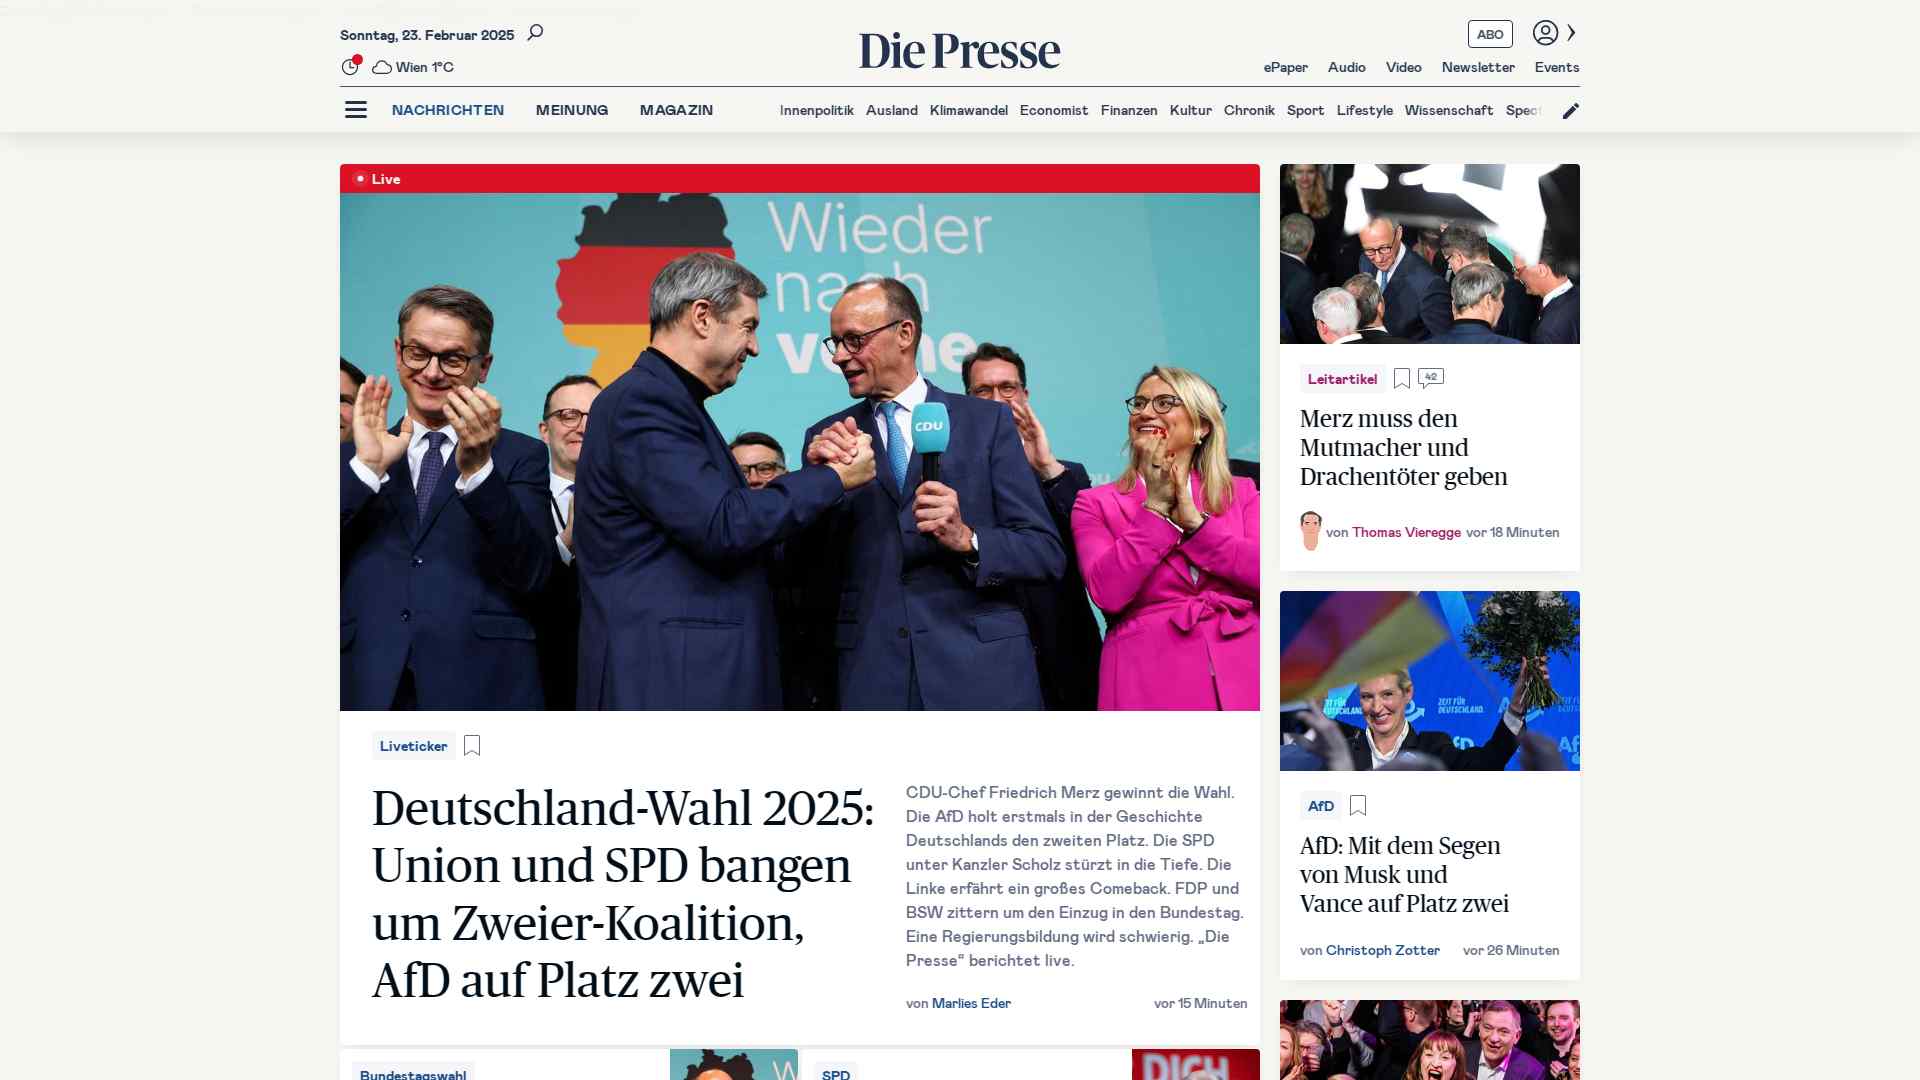 Sonntag, 23. Februar 2025
Wien 1°C
Die Presse
ABO
ePaper Audio Video Newsletter Events
NACHRICHTEN MEINUNG MAGAZIN
Innenpolitik Ausland Klimawandel Economist Finanzen Kultur Chronik Sport Lifestyle Wissenschaft
Live
Wieder
nach
CDU
Liveticker
Deutschland-Wahl 2025:
Union und SPD bangen
um Zweier-Koalition,
AfD auf Platz zwei
CDU-Chef Friedrich Merz gewinnt die Wahl.
Die AfD holt erstmals in der Geschichte
Deutschlands den zweiten Platz. Die SPD
unter Kanzler Scholz stürzt in die Tiefe. Die
Linke erfährt ein großes Comeback. FDP und
BSW zittern um den Einzug in den Bundestag.
Eine Regierungsbildung wird schwierig. „Die
Presse“ berichtet live.
von Marlies Eder
vor 15 Minuten
Leitartikel
42
Merz muss den
Mutmacher und
Drachentöter geben
von Thomas Vieregge vor 18 Minuten
ZEIT FÜR
DEUTSCHLAND.
AfD
AfD: Mit dem Segen
von Musk und
Vance auf Platz zwei
von Christoph Zotter vor 26 Minuten
Bundestagswahl
SPD
DICH